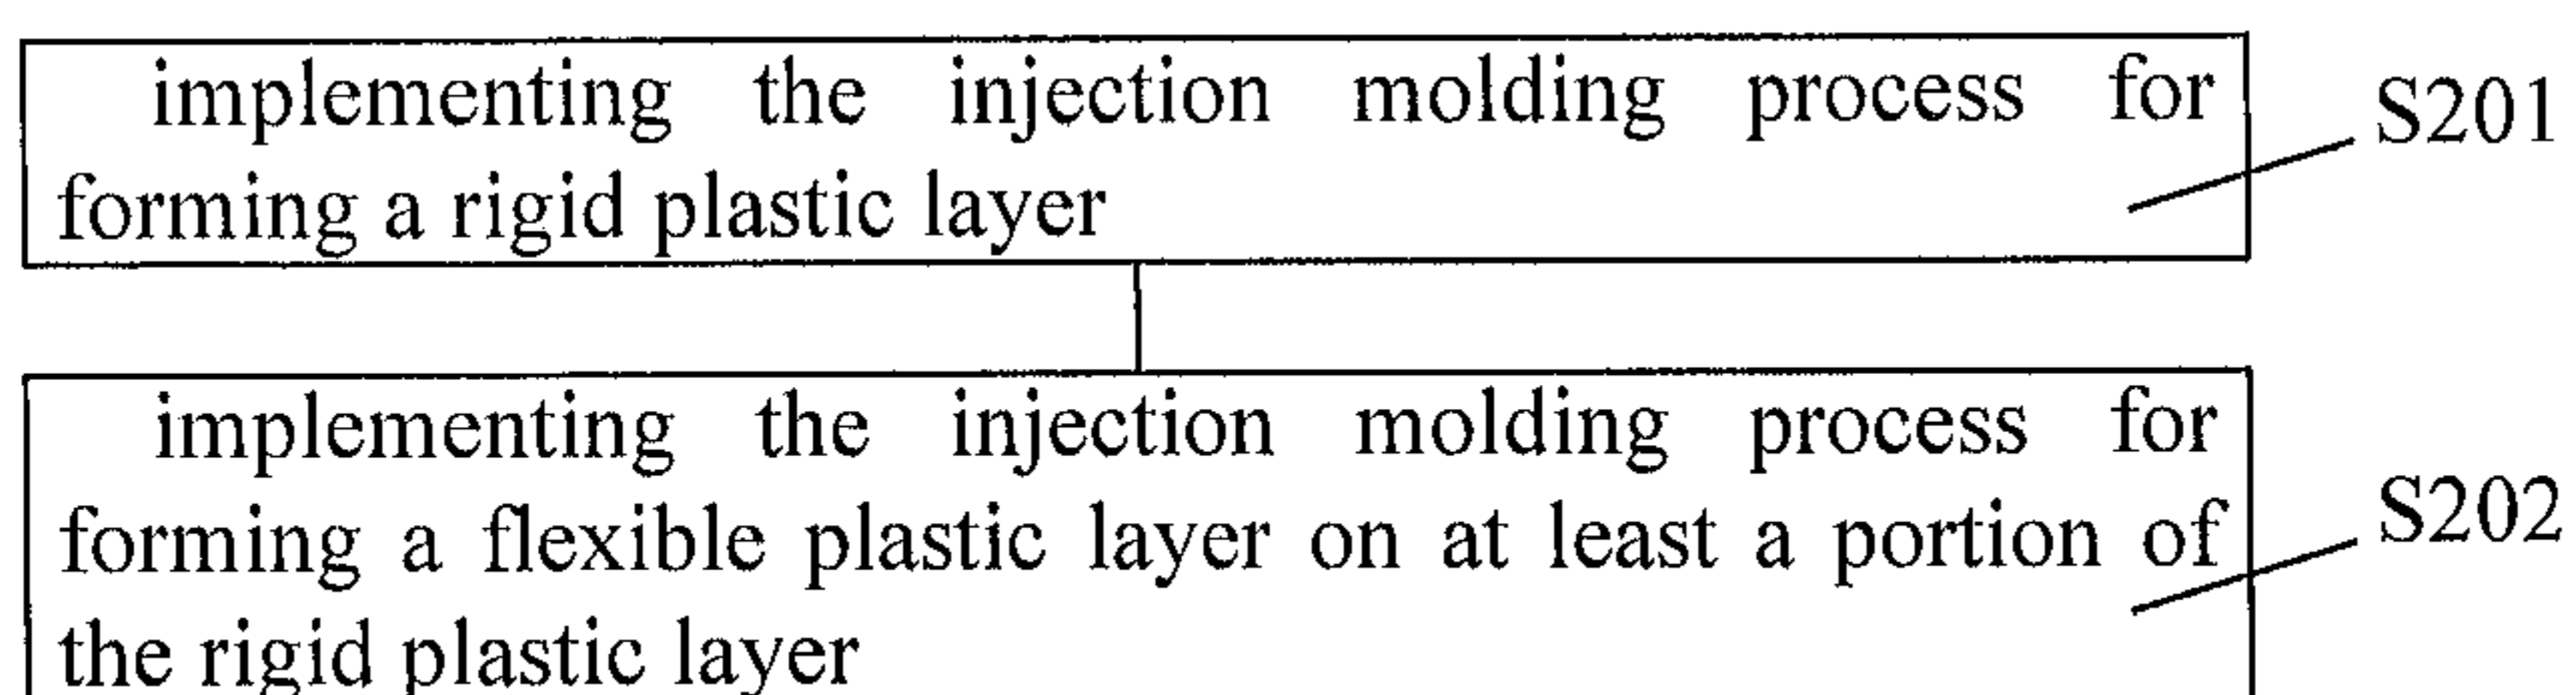 implementing the injection molding process for
forming a rigid plastic layer
S201
implementing the injection molding process for
forming a flexible plastic layer on at least a portion of
the rigid plastic layer
S202